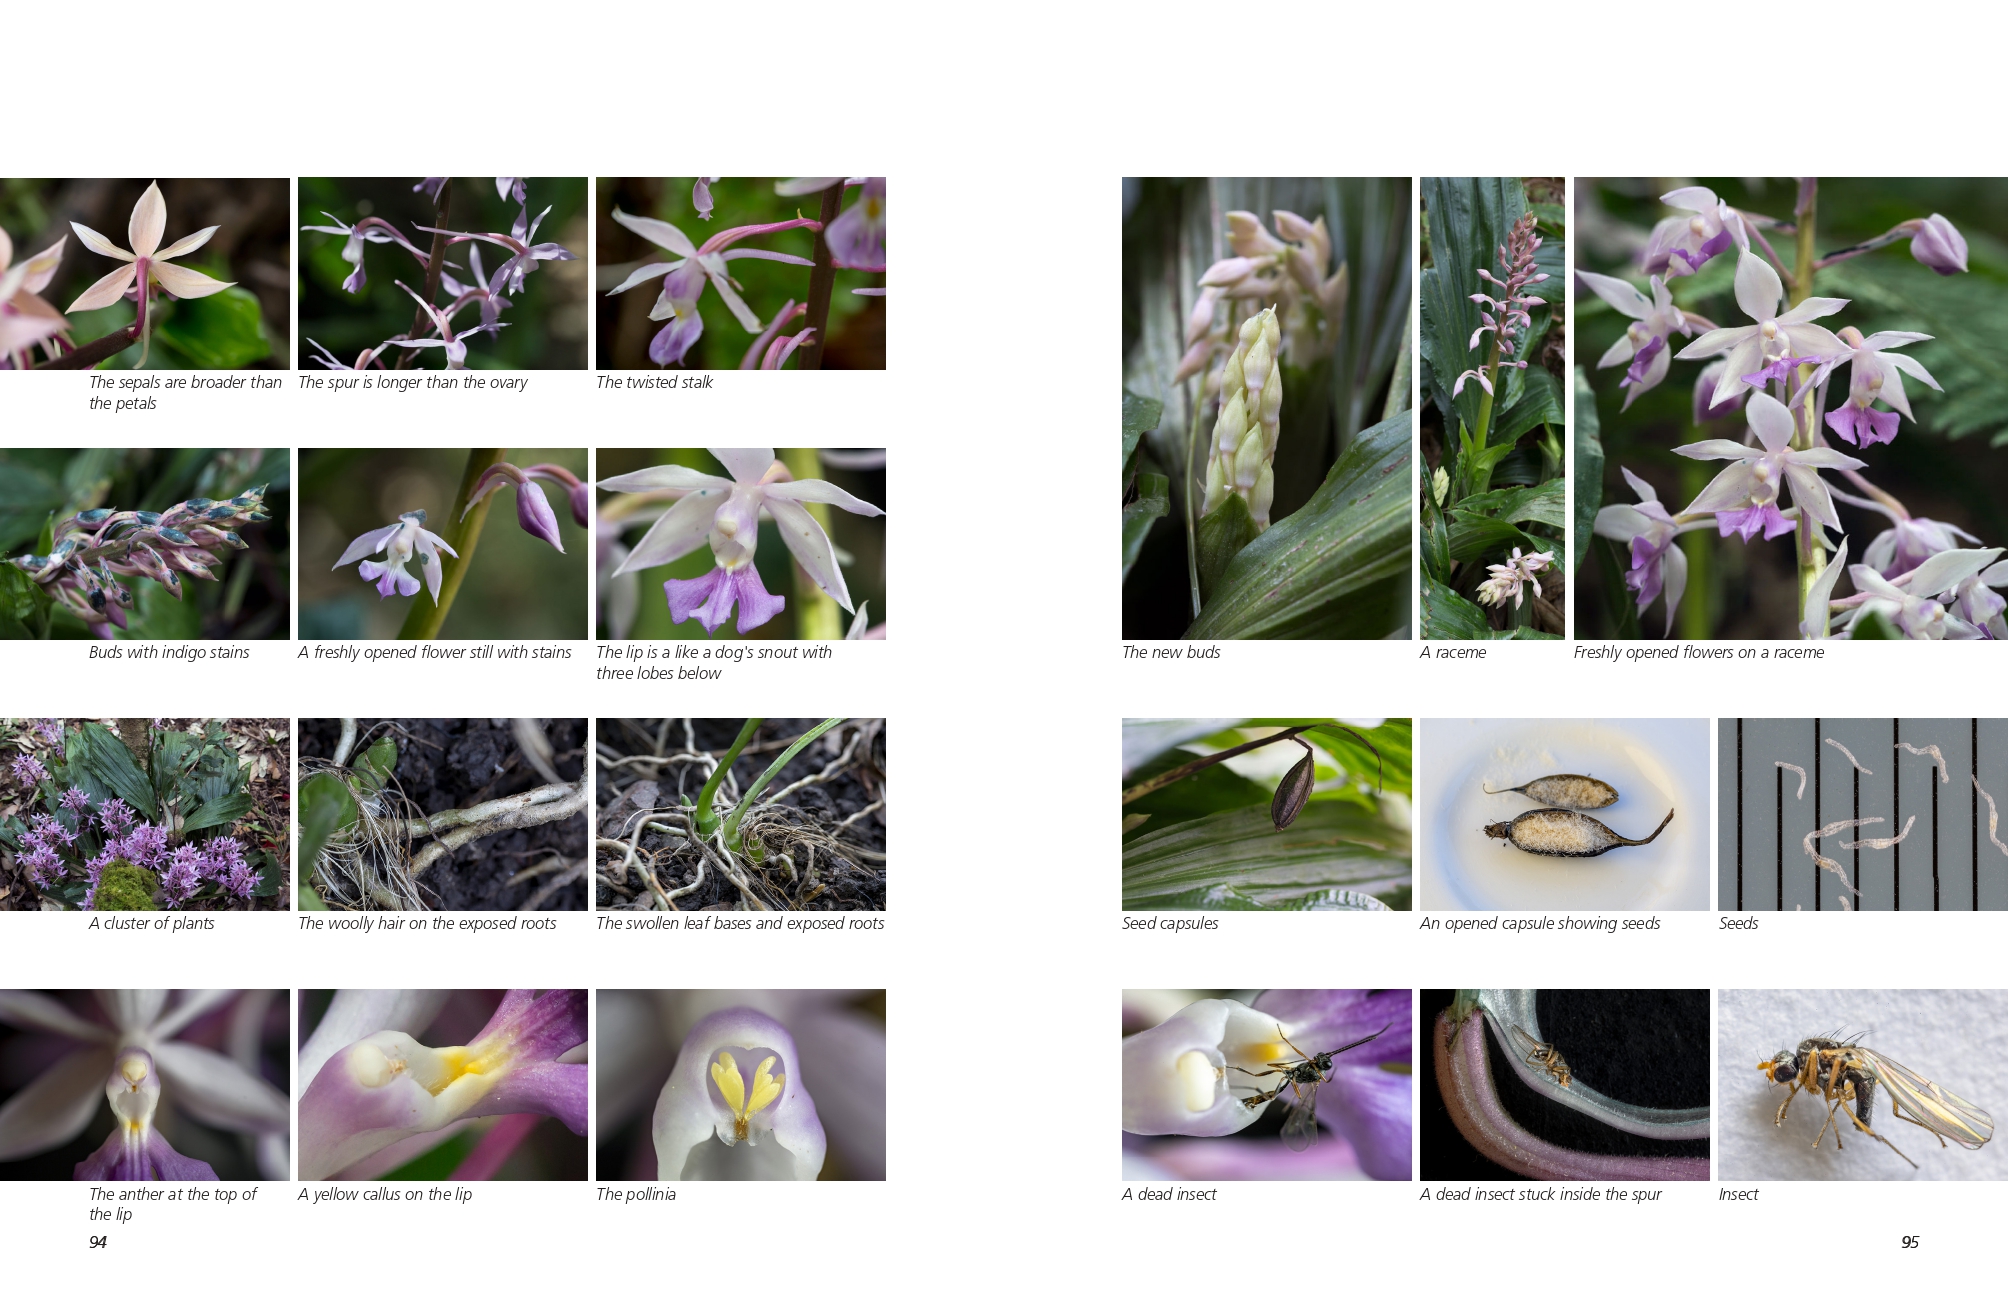 The sepals are broader than
the petals
The spur is longer than the ovary
The twisted stalk
Buds with indigo stains
A freshly opened flower still with stains
The lip is a like a dog's snout with
three lobes below
A cluster of plants
The woolly hair on the exposed roots
The swollen leaf bases and exposed roots
The anther at the top of
the lip
A yellow callus on the lip
The pollinia
94
The new buds
A raceme
Freshly opened flowers on a raceme
Seed capsules
An opened capsule showing seeds
Seeds
A dead insect
A dead insect stuck inside the spur
Insect
95